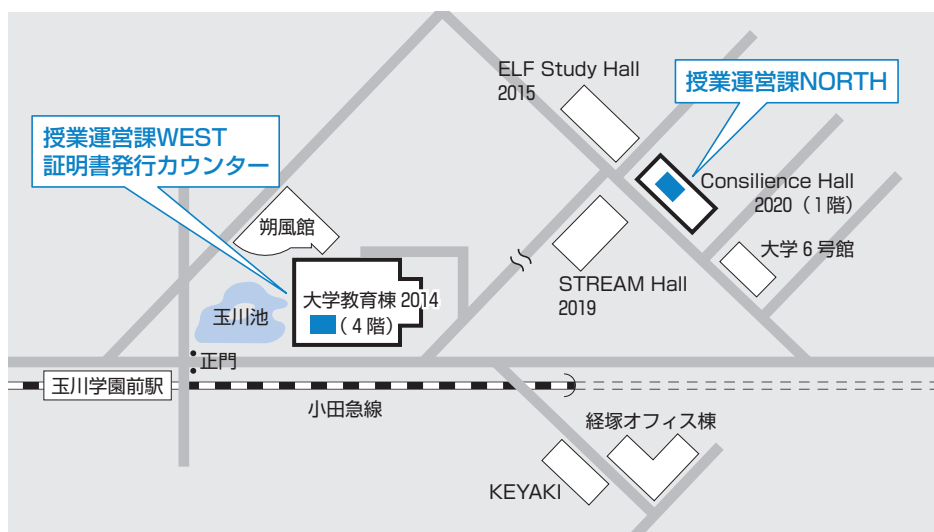 ELF Study Hall
2015
授業運営課NORTH
授業運営課WEST
証明書発行カウンター
Consilience Hall
2020（1階）
朔風館
大学6号館
STREAM Hall
2019
大学教育棟 2014
（4階）
玉川池
正門
玉川学園前駅
小田急線
経塚オフィス棟
KEYAKI